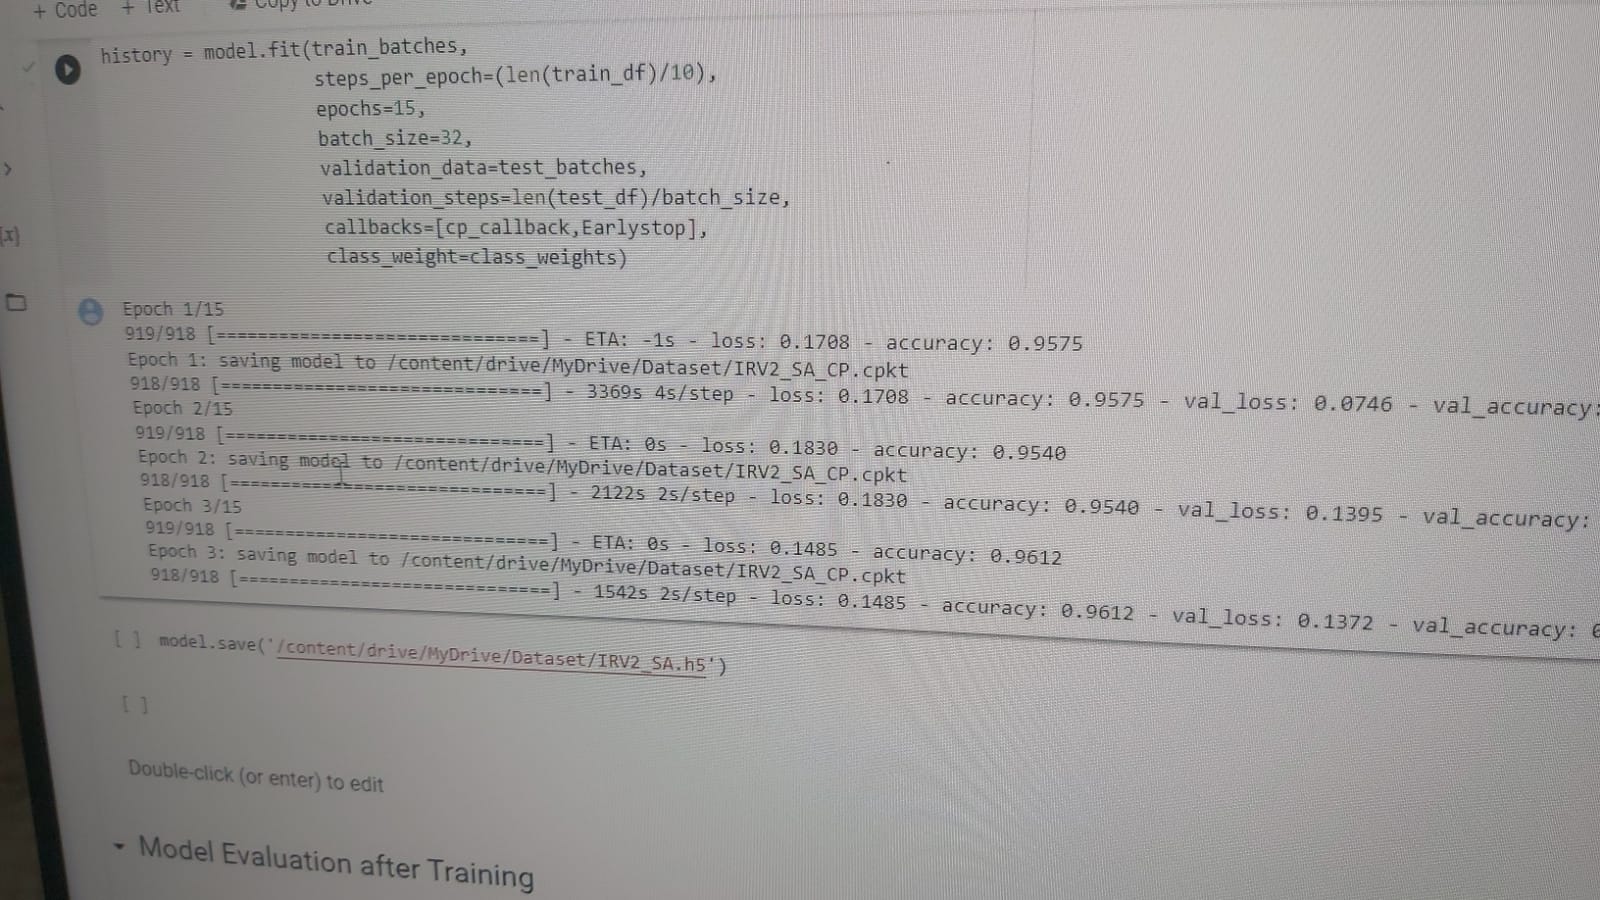 + Code + Text Copy to Drive
history = model.fit(train_batches,
steps_per_epoch=(len(train_df)/10),
epochs=15,
batch_size=32,
validation_data=test_batches,
validation_steps=len(test_df)/batch_size,
callbacks=[cp_callback,Earlystop],
class_weight=class_weights)
Epoch 1/15
919/918 [==============================] - ETA: -1s - loss: 0.1708 - accuracy: 0.9575
Epoch 1: saving model to /content/drive/MyDrive/Dataset/IRV2_SA_CP.cpkt
918/918 [==============================] - 3369s 4s/step - loss: 0.1708 - accuracy: 0.9575 - val_loss: 0.0746 - val_accuracy:
Epoch 2/15
919/918 [==============================] - ETA: 0s - loss: 0.1830 - accuracy: 0.9540
Epoch 2: saving model to /content/drive/MyDrive/Dataset/IRV2_SA_CP.cpkt
918/918 [==============================] - 2122s 2s/step - loss: 0.1830 - accuracy: 0.9540 - val_loss: 0.1395 - val_accuracy:
Epoch 3/15
919/918 [==============================] - ETA: 0s - loss: 0.1485 - accuracy: 0.9612
Epoch 3: saving model to /content/drive/MyDrive/Dataset/IRV2_SA_CP.cpkt
918/918 [==============================] - 1542s 2s/step - loss: 0.1485 - accuracy: 0.9612 - val_loss: 0.1372 - val_accuracy: 0
[ ] model.save('/content/drive/MyDrive/Dataset/IRV2_SA.h5')
[ ]
Double-click (or enter) to edit
Model Evaluation after Training